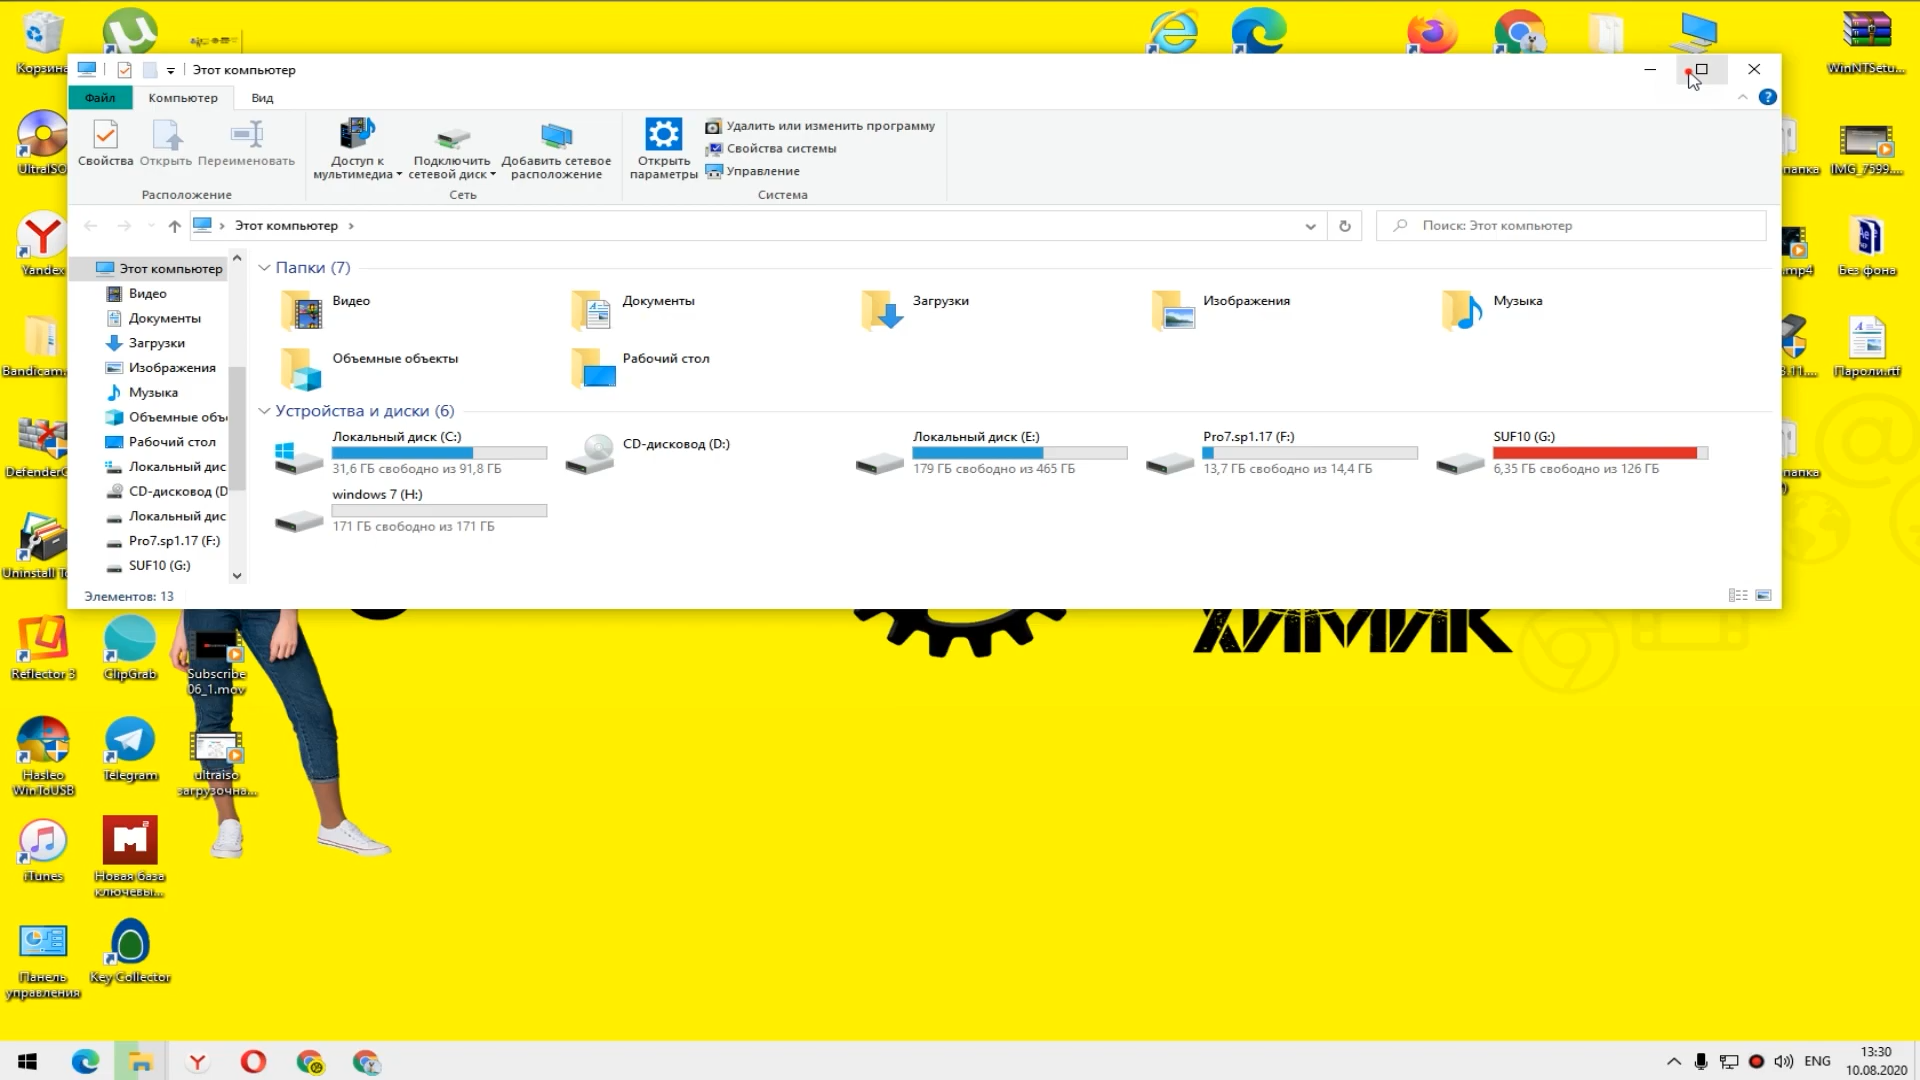 Корзина
Этот компьютер
WinNTSetu...
Файл
Компьютер
Вид
Свойства
Открыть
Переименовать
Доступ к мультимедиа
Подключить сетевой диск
Добавить сетевое расположение
Открыть параметры
Удалить или изменить программу
Свойства системы
Управление
Расположение
Сеть
Система
UltraISO
папка
IMG_7599....
Этот компьютер
Поиск: Этот компьютер
Yandex
.mp4
Без фона
Этот компьютер
Видео
Документы
Загрузки
Изображения
Музыка
Объемные объ
Рабочий стол
Локальный дис
CD-дисковод (D
Локальный дис
Pro7.sp1.17 (F:)
SUF10 (G:)
Папки (7)
Видео
Документы
Загрузки
Изображения
Музыка
Объемные объекты
Рабочий стол
Устройства и диски (6)
Локальный диск (C:)
31,6 ГБ свободно из 91,8 ГБ
CD-дисковод (D:)
Локальный диск (E:)
179 ГБ свободно из 465 ГБ
Pro7.sp1.17 (F:)
13,7 ГБ свободно из 14,4 ГБ
SUF10 (G:)
6,35 ГБ свободно из 126 ГБ
windows 7 (H:)
171 ГБ свободно из 171 ГБ
Элементов: 13
Bandicam.
3.11....
Пароли.rtf
DefenderC
папка
Uninstall To
ХИМИК
Reflector 3
ClipGrab
Subscribe
06_1.mov
Hasleo
WinToUSB
Telegram
ultraiso
загрузочна...
iTunes
Новая база
ключевы...
Панель
управления
Key Collector
ENG
13:30
10.08.2020